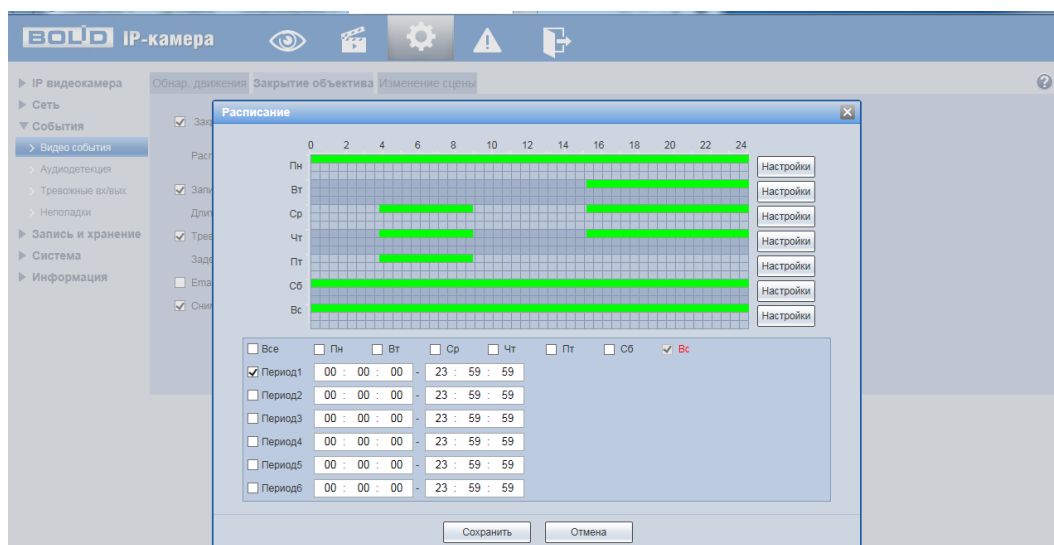 BOLID IP-камера
IP видеокамера
Сеть
События
Видео события
Аудиодетекция
Тревожные вх/вых
Неполадки
Запись и хранение
Система
Информация
Обнар. движения Закрытие объектива Изменение сцены
Расписание
0 2 4 6 8 10 12 14 16 18 20 22 24
Пн Настройки
Вт Настройки
Ср Настройки
Чт Настройки
Пт Настройки
Сб Настройки
Вс Настройки
Все Пн Вт Ср Чт Пт Сб Вс
Период1 00 : 00 : 00 - 23 : 59 : 59
Период2 00 : 00 : 00 - 23 : 59 : 59
Период3 00 : 00 : 00 - 23 : 59 : 59
Период4 00 : 00 : 00 - 23 : 59 : 59
Период5 00 : 00 : 00 - 23 : 59 : 59
Период6 00 : 00 : 00 - 23 : 59 : 59
Сохранить Отмена